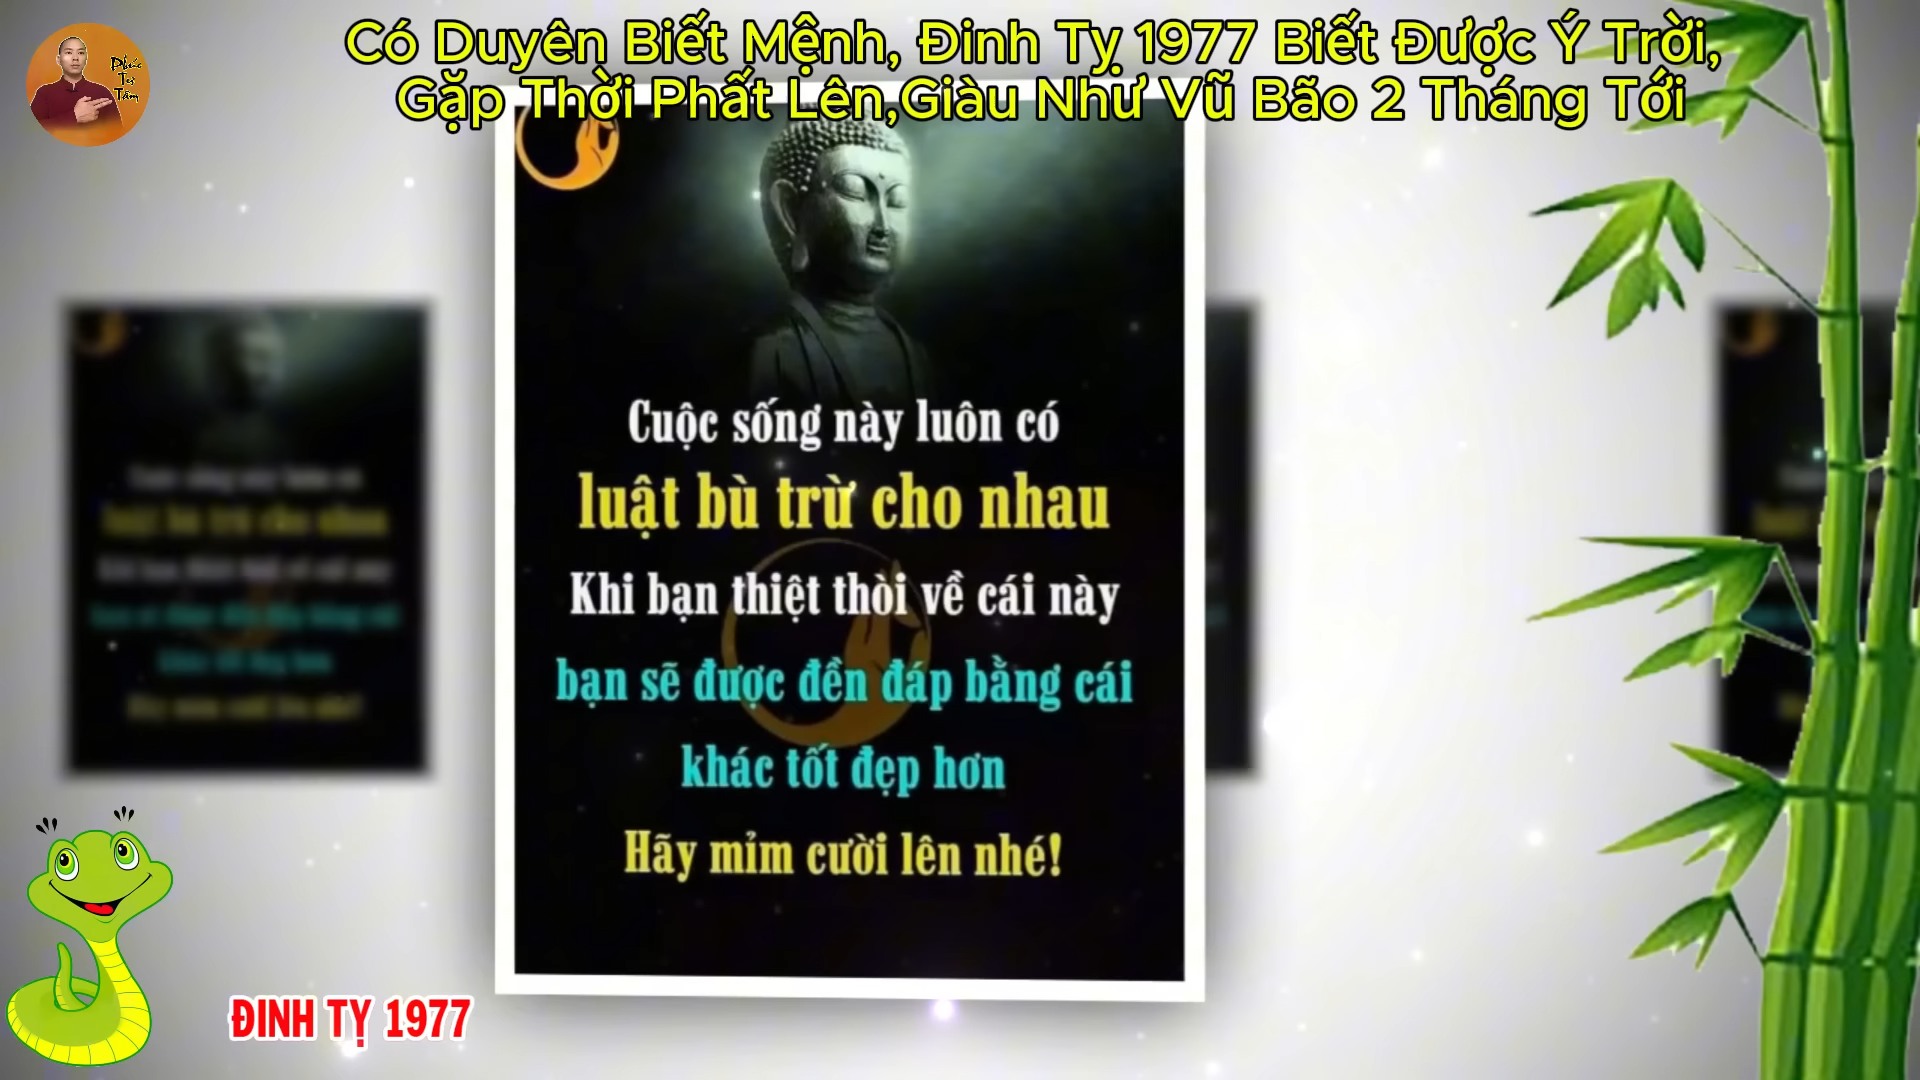 Có Duyên Biết Mệnh, Đinh Tỵ 1977 Biết Được Ý Trời,
Gặp Thời Phất Lên,Giàu Như Vũ Bão 2 Tháng Tới
Phúc
Tại
Tâm
Cuộc sống này luôn có
luật bù trừ cho nhau
Khi bạn thiệt thòi về cái này
bạn sẽ được đền đáp bằng cái
khác tốt đẹp hơn
Hãy mỉm cười lên nhé!
ĐINH TỴ 1977